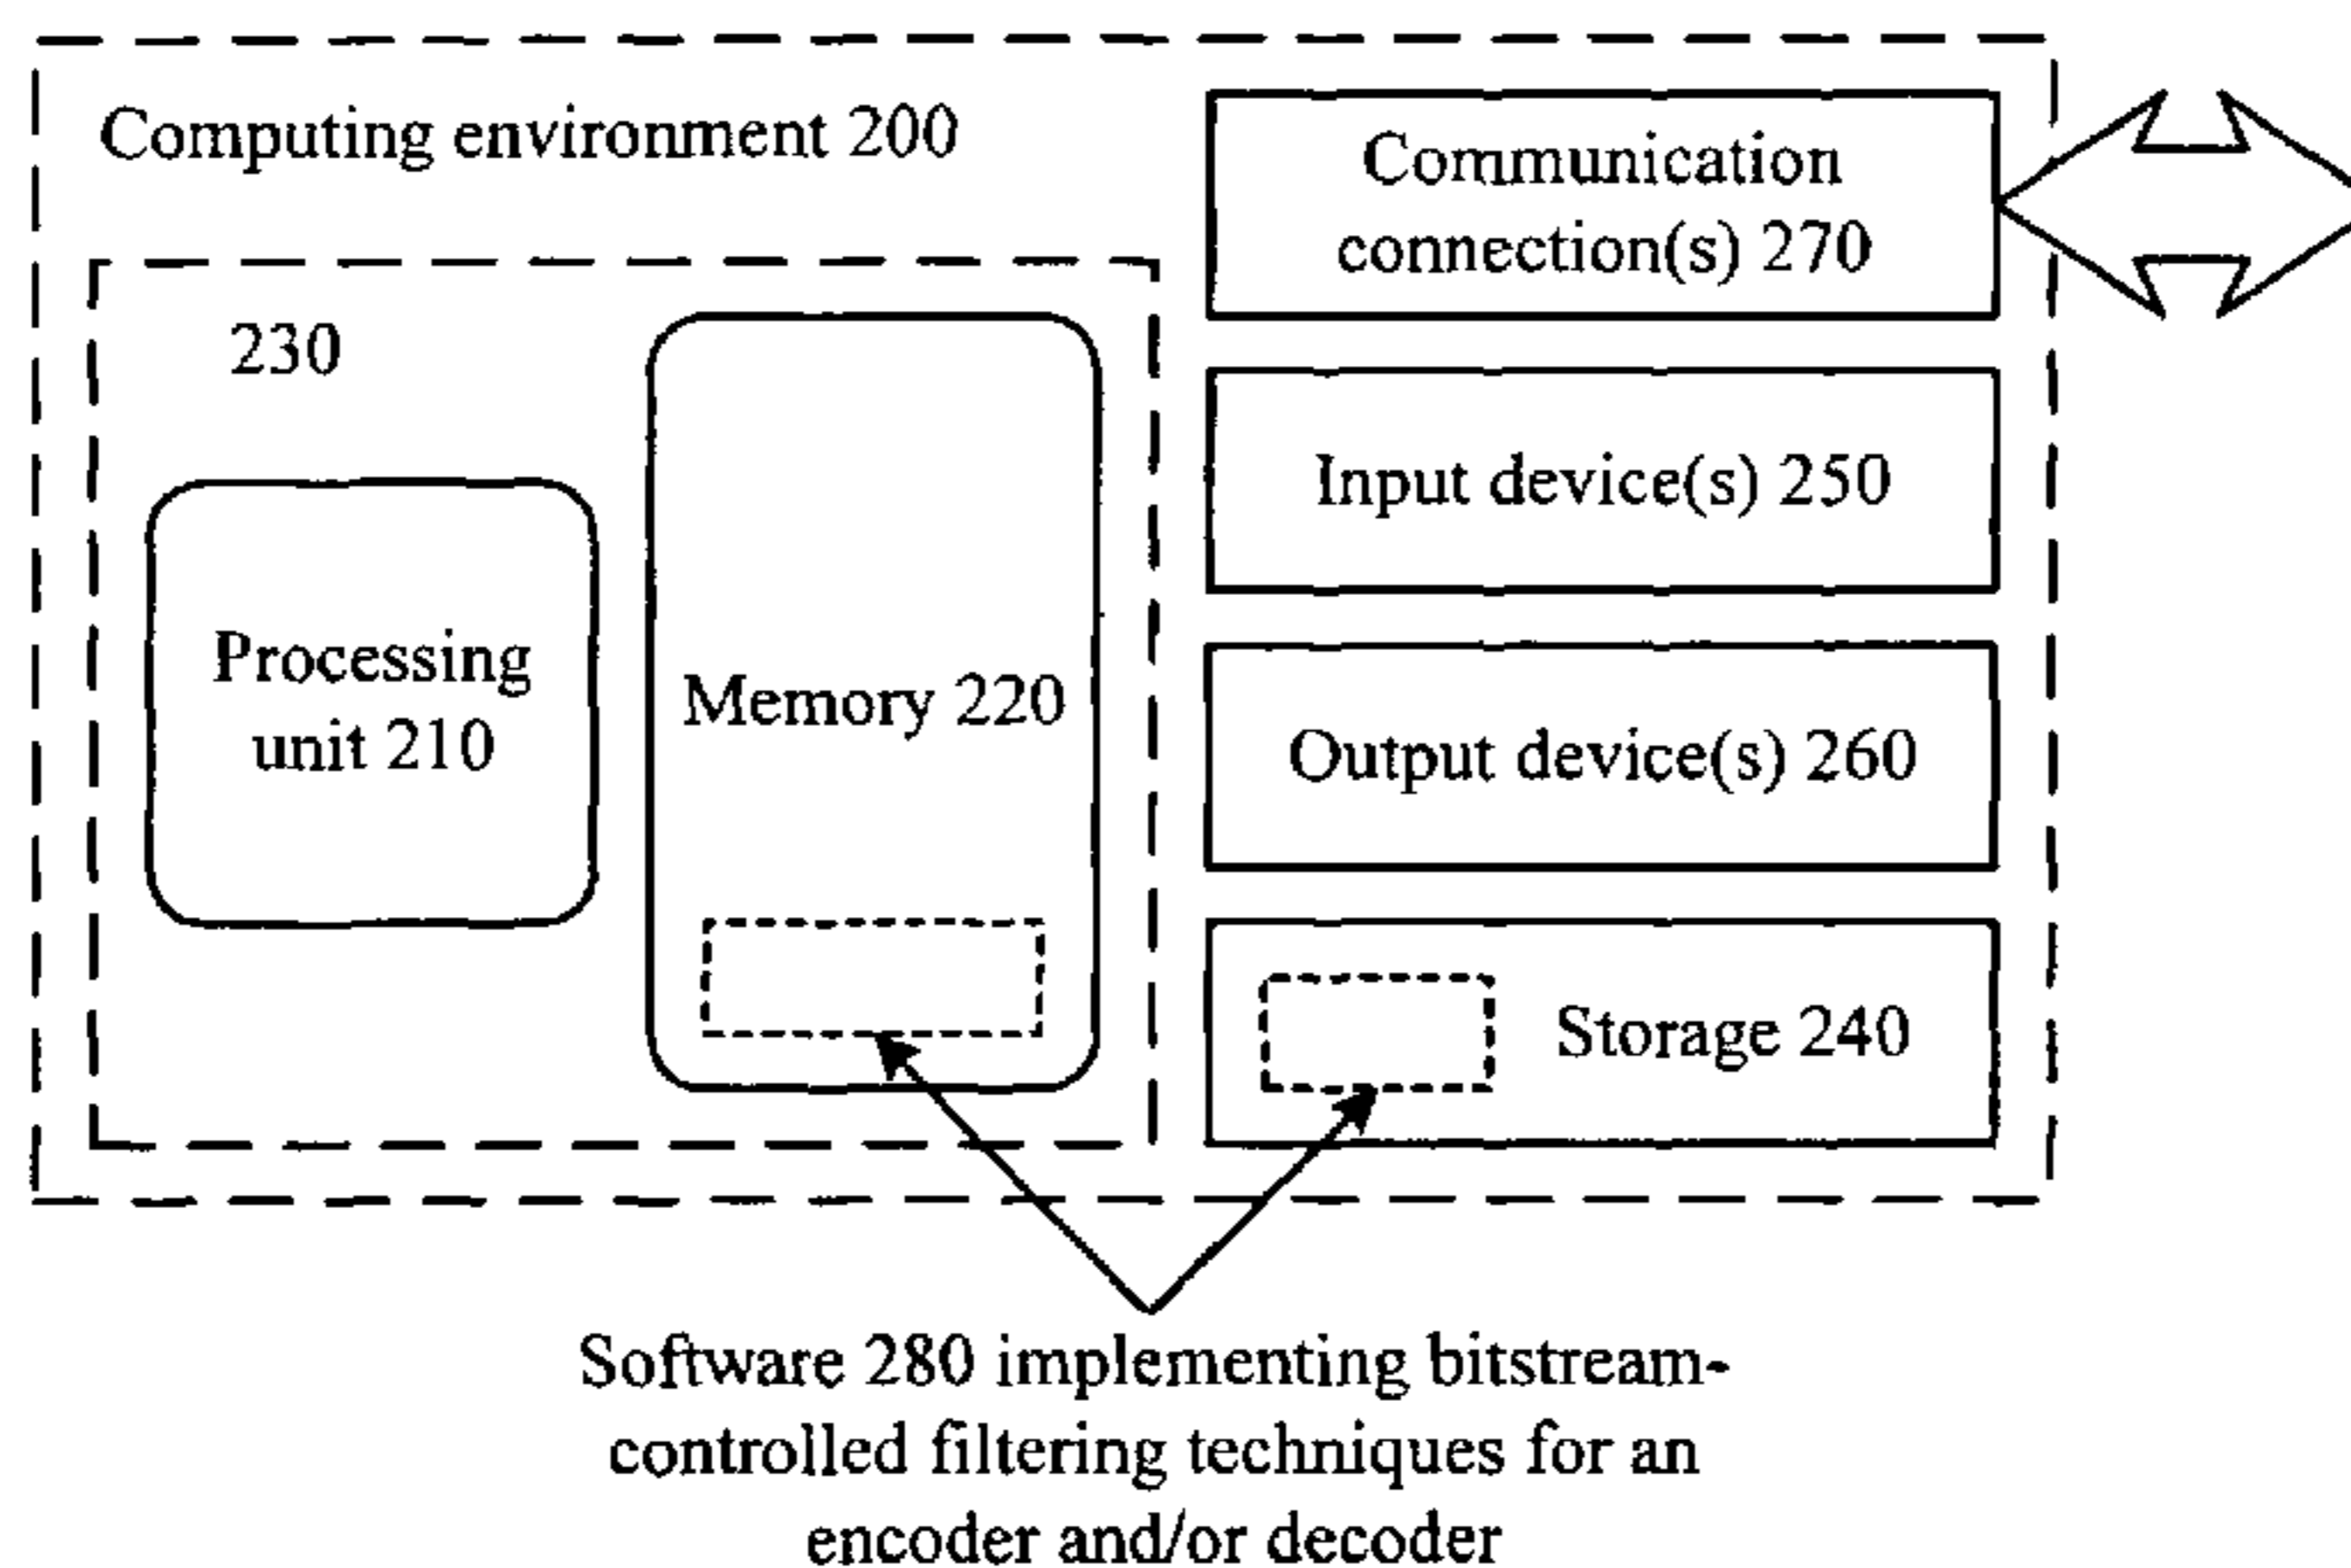 Computing environment 200
230
Processing
unit 210
Memory 220
Communication
connection(s) 270
Input device(s) 250
Output device(s) 260
Storage 240
Software 280 implementing bitstream-
controlled filtering techniques for an
encoder and/or decoder